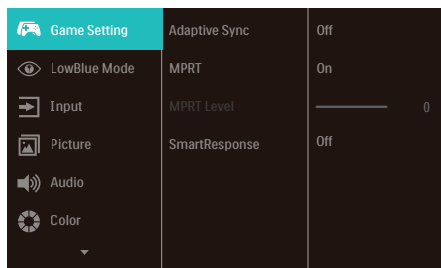 Game Setting Adaptive Sync Off
LowBlue Mode MPRT On
Input MPRT Level 0
Picture SmartResponse Off
Audio
Color